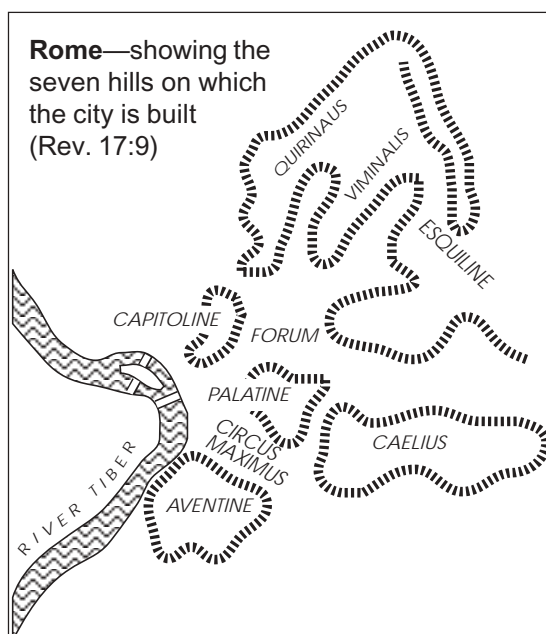 Rome—showing the
seven hills on which
the city is built
(Rev. 17:9)
QUIRINAUS
VIMINALIS
ESQUILINE
CAPITOLINE
FORUM
PALATINE
CIRCUS
MAXIMUS
CAELIUS
AVENTINE
RIVER TIBER